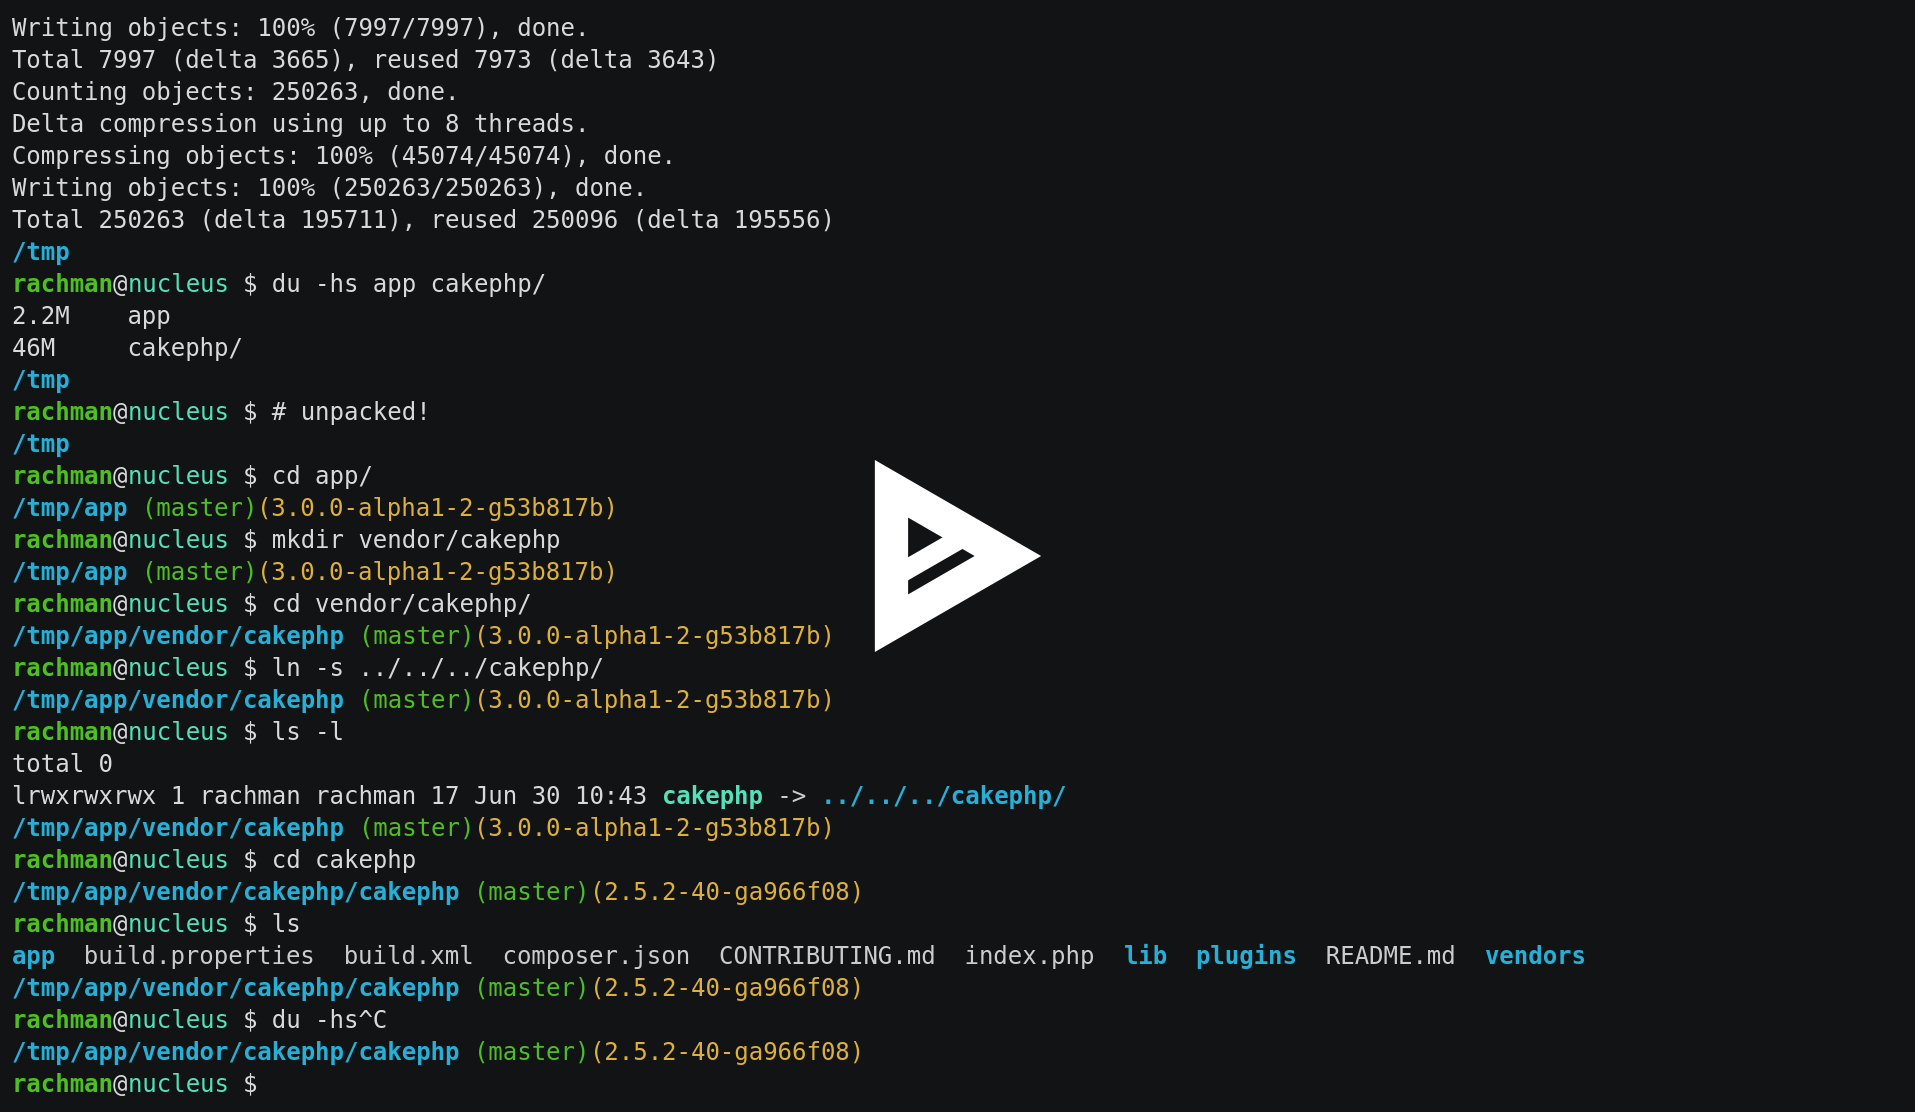 Writing objects: 100% (7997/7997), done.
Total 7997 (delta 3665), reused 7973 (delta 3643)
Counting objects: 250263, done.
Delta compression using up to 8 threads.
Compressing objects: 100% (45074/45074), done.
Writing objects: 100% (250263/250263), done.
Total 250263 (delta 195711), reused 250096 (delta 195556)
/tmp
rachman@nucleus $ du -hs app cakephp/
2.2M    app
46M     cakephp/
/tmp
rachman@nucleus $ # unpacked!
/tmp
rachman@nucleus $ cd app/
/tmp/app (master)(3.0.0-alpha1-2-g53b817b)
rachman@nucleus $ mkdir vendor/cakephp
/tmp/app (master)(3.0.0-alpha1-2-g53b817b)
rachman@nucleus $ cd vendor/cakephp/
/tmp/app/vendor/cakephp (master)(3.0.0-alpha1-2-g53b817b)
rachman@nucleus $ ln -s ../../../cakephp/
/tmp/app/vendor/cakephp (master)(3.0.0-alpha1-2-g53b817b)
rachman@nucleus $ ls -l
total 0
lrwxrwxrwx 1 rachman rachman 17 Jun 30 10:43 cakephp -> ../../../cakephp/
/tmp/app/vendor/cakephp (master)(3.0.0-alpha1-2-g53b817b)
rachman@nucleus $ cd cakephp
/tmp/app/vendor/cakephp/cakephp (master)(2.5.2-40-ga966f08)
rachman@nucleus $ ls
app  build.properties  build.xml  composer.json  CONTRIBUTING.md  index.php  lib  plugins  README.md  vendors
/tmp/app/vendor/cakephp/cakephp (master)(2.5.2-40-ga966f08)
rachman@nucleus $ du -hs^C
/tmp/app/vendor/cakephp/cakephp (master)(2.5.2-40-ga966f08)
rachman@nucleus $